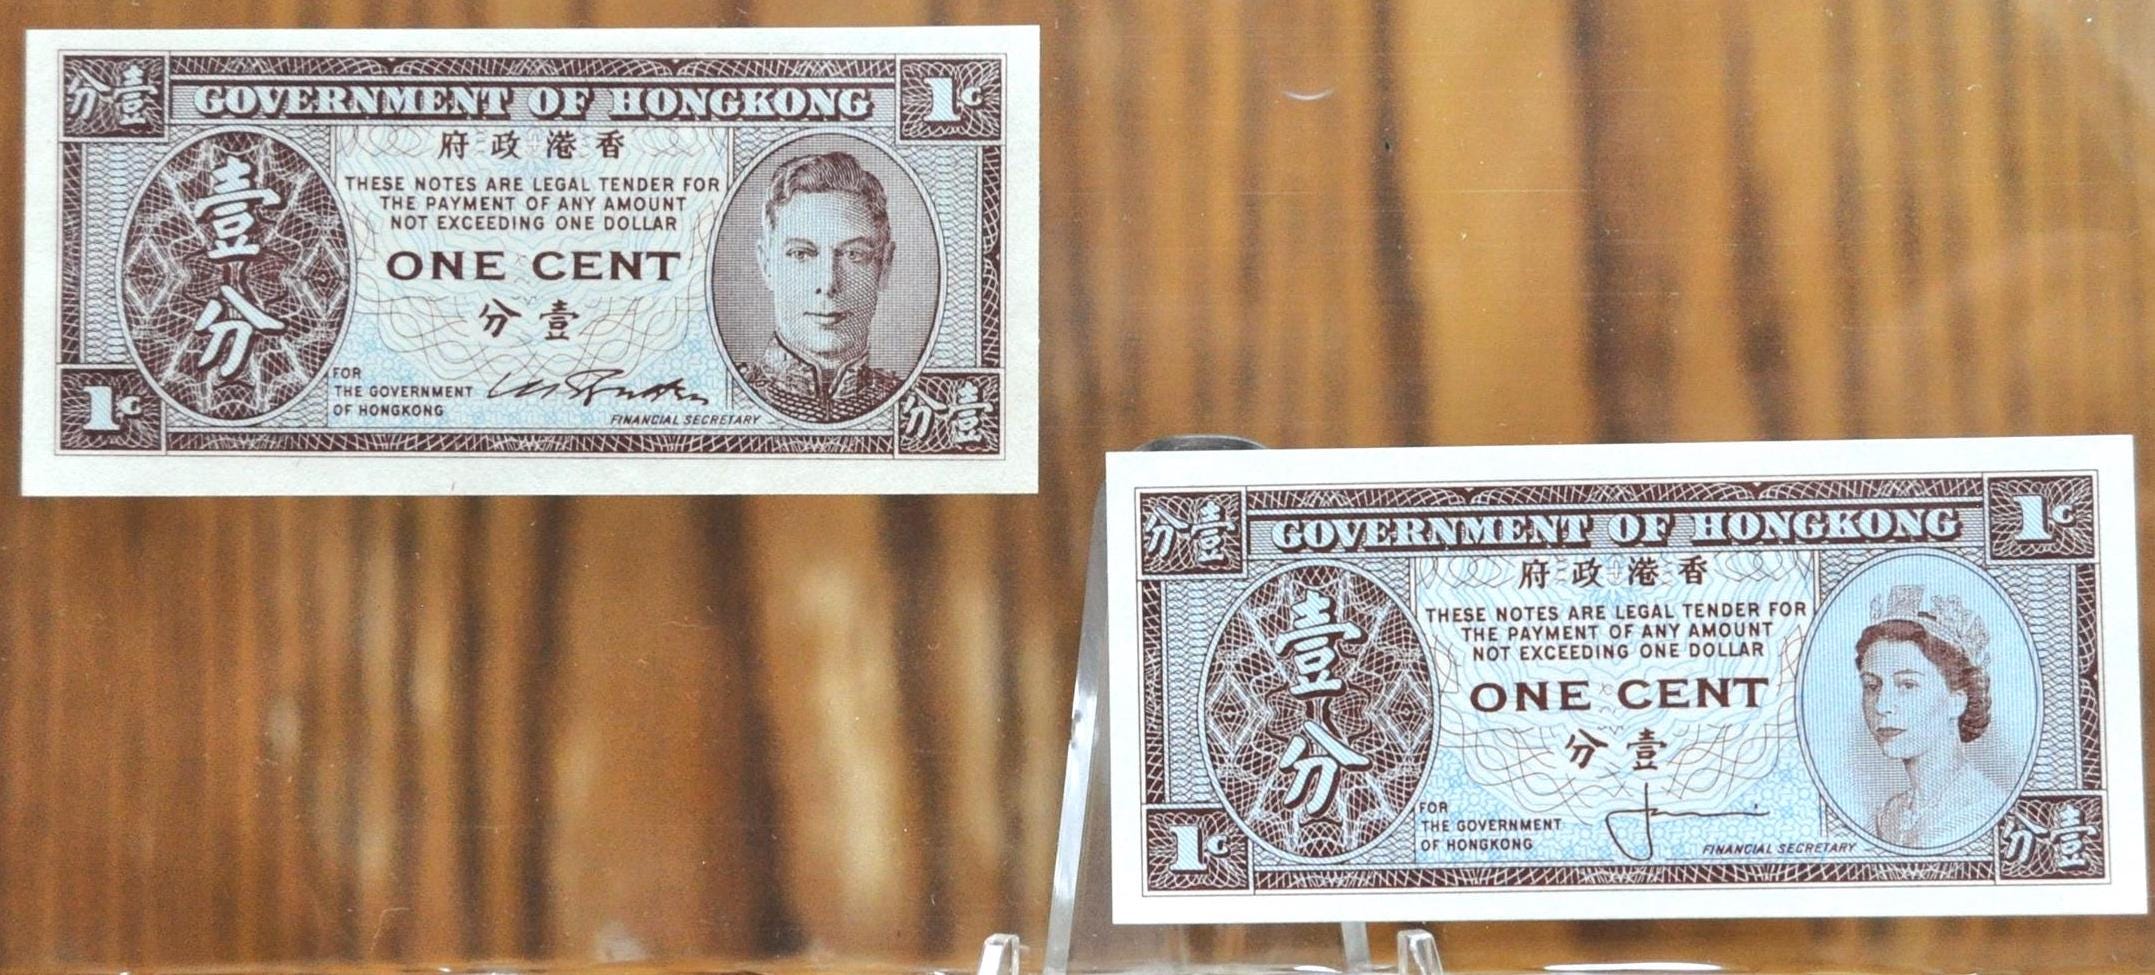 分壹
GOVERNMENT OF HONGKONG
1c
府政港香
壹分
THESE NOTES ARE LEGAL TENDER FOR
THE PAYMENT OF ANY AMOUNT
NOT EXCEEDING ONE DOLLAR
ONE CENT
分壹
FOR
THE GOVERNMENT
OF HONGKONG
FINANCIAL SECRETARY
1c
分壹
分壹
GOVERNMENT OF HONGKONG
1c
府政港香
壹分
THESE NOTES ARE LEGAL TENDER FOR
THE PAYMENT OF ANY AMOUNT
NOT EXCEEDING ONE DOLLAR
ONE CENT
分壹
FOR
THE GOVERNMENT
OF HONGKONG
FINANCIAL SECRETARY
1c
分壹